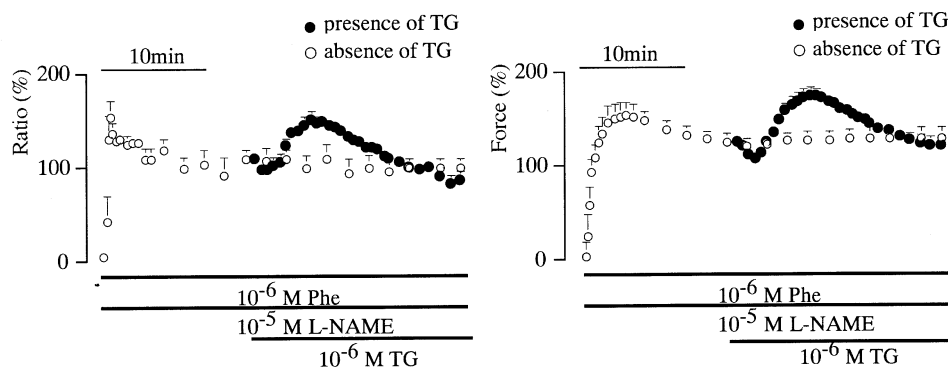 presence of TG
absence of TG
10min
Ratio (%)
200
100
0
10-6 M Phe
10-5 M L-NAME
10-6 M TG
presence of TG
absence of TG
10min
Force (%)
200
100
0
10-6 M Phe
10-5 M L-NAME
10-6 M TG